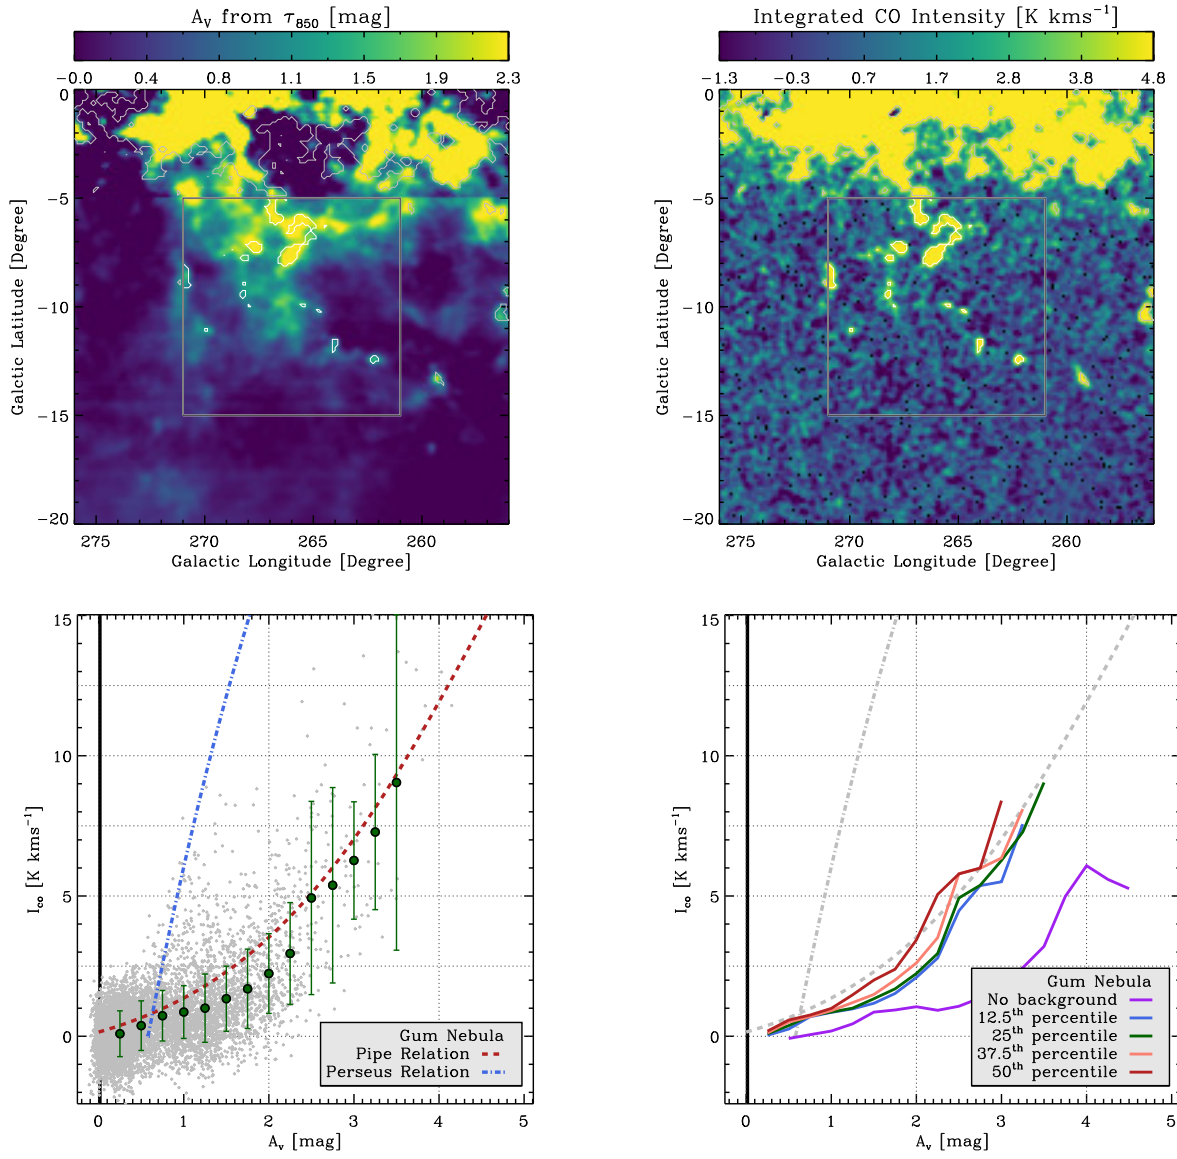 A_V from τ_850 [mag]
−0.0 0.4 0.8 1.1 1.5 1.9 2.3
0
−5
−10
−15
−20
Galactic Latitude [Degree]
275 270 265 260
Galactic Longitude [Degree]
Integrated CO Intensity [K kms^−1]
−1.3 −0.3 0.7 1.7 2.8 3.8 4.8
0
−5
−10
−15
−20
Galactic Latitude [Degree]
275 270 265 260
Galactic Longitude [Degree]
15
10
5
0
I_co [K kms^−1]
Gum Nebula
Pipe Relation
Perseus Relation
0 1 2 3 4 5
A_v [mag]
15
10
5
0
I_co [K kms^−1]
Gum Nebula
No background
12.5^th percentile
25^th percentile
37.5^th percentile
50^th percentile
0 1 2 3 4 5
A_v [mag]